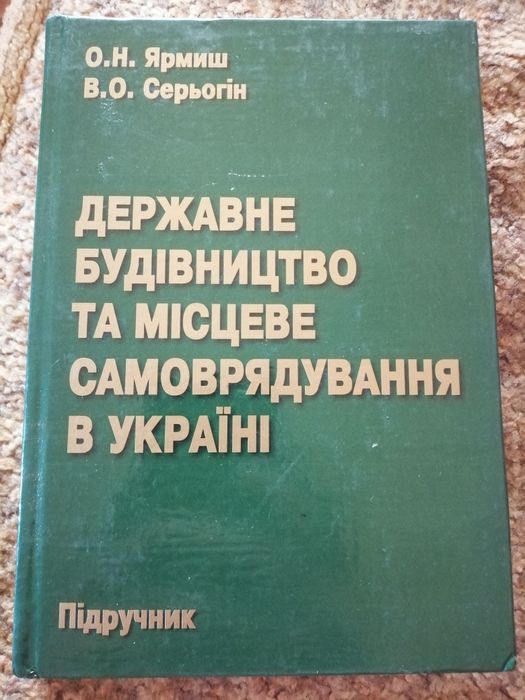 О.Н. Ярмиш
В.О. Серьогін
ДЕРЖАВНЕ
БУДІВНИЦТВО
ТА МІСЦЕВЕ
САМОВРЯДУВАННЯ
В УКРАЇНІ
Підручник